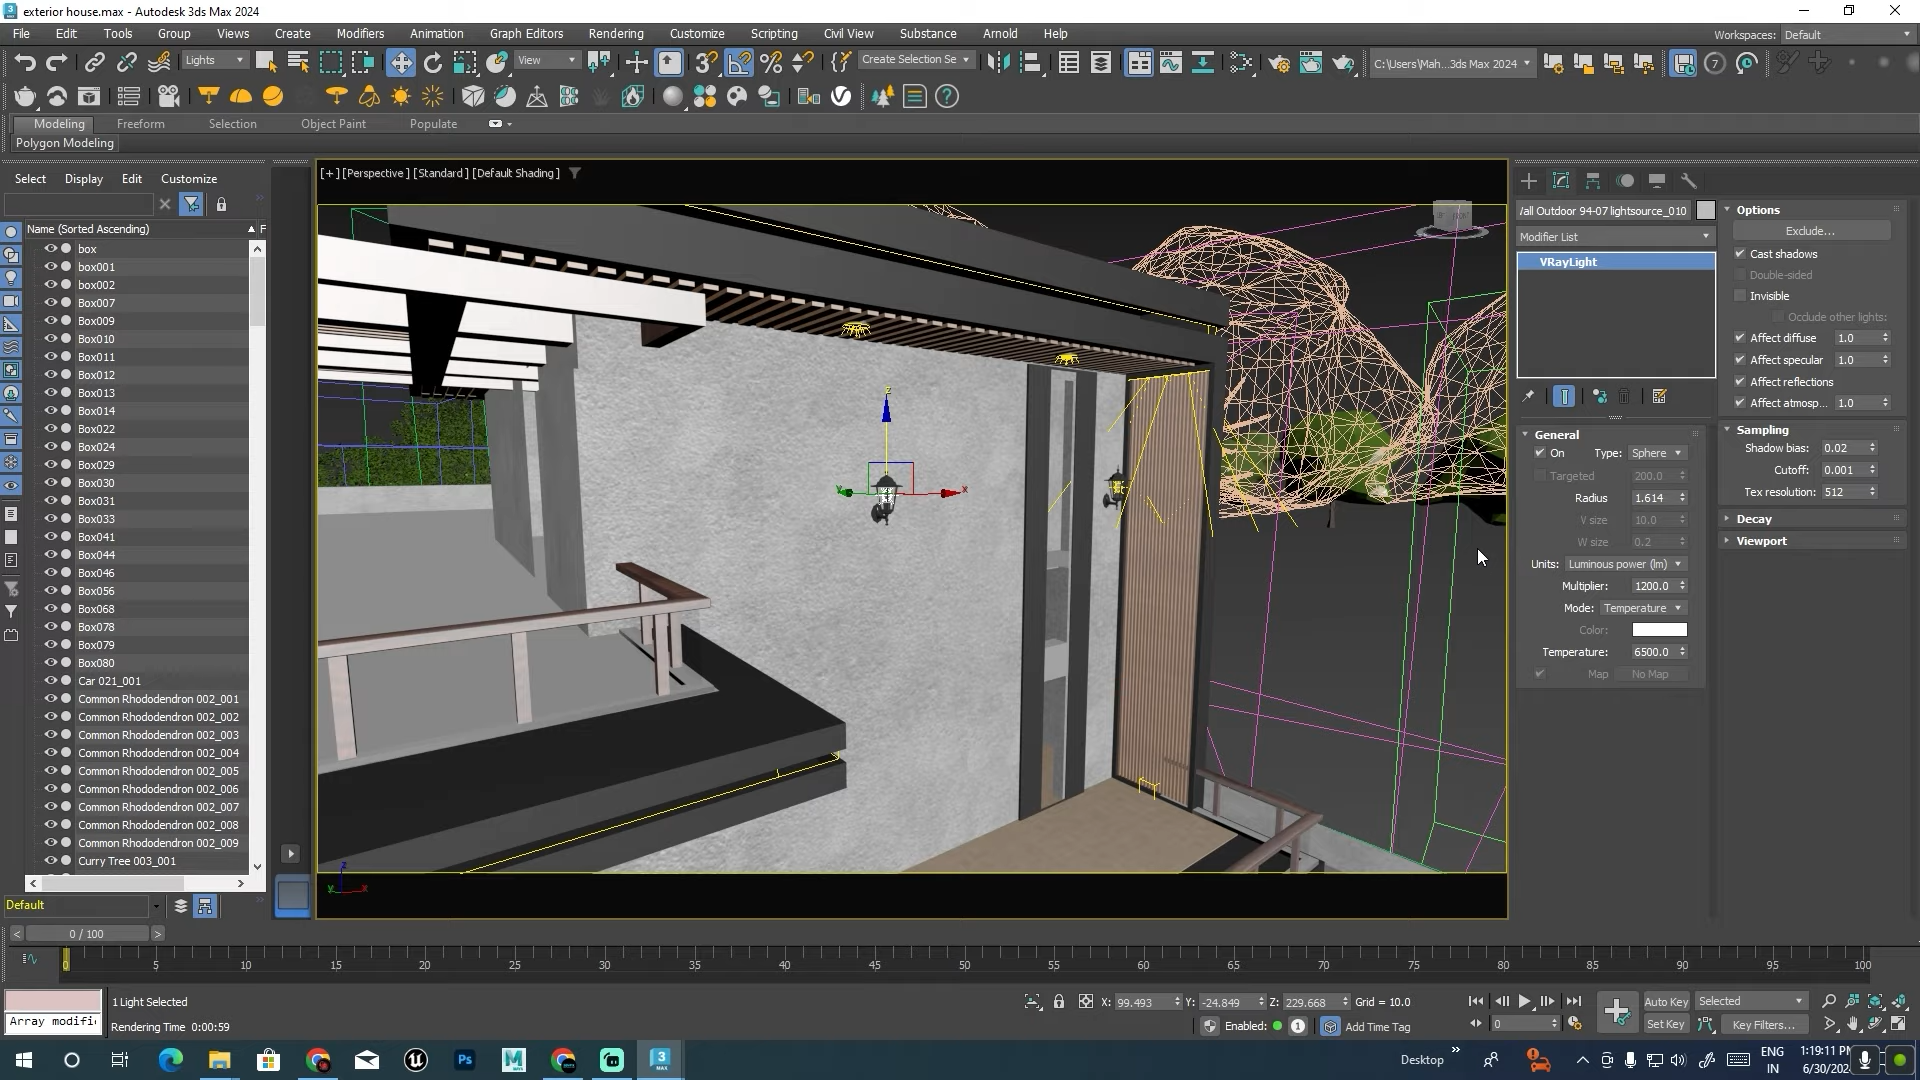 exterior house.max - Autodesk 3ds Max 2024
File Edit Tools Group Views Create Modifiers Animation Graph Editors Rendering Customize Scripting Civil View Substance Arnold Help
Workspaces: Default
Lights
View
Create Selection Se
C:\Users\Mah...3ds Max 2024
Modeling Freeform Selection Object Paint Populate
Polygon Modeling
Select Display Edit Customize
Name (Sorted Ascending)
box
box001
box002
Box007
Box009
Box010
Box011
Box012
Box013
Box014
Box022
Box024
Box029
Box030
Box031
Box033
Box041
Box044
Box046
Box056
Box068
Box078
Box079
Box080
Car 021_001
Common Rhododendron 002_001
Common Rhododendron 002_002
Common Rhododendron 002_003
Common Rhododendron 002_004
Common Rhododendron 002_005
Common Rhododendron 002_006
Common Rhododendron 002_007
Common Rhododendron 002_008
Common Rhododendron 002_009
Curry Tree 003_001
Default
[+] [Perspective] [Standard] [Default Shading]
/all Outdoor 94-07 lightsource_010
Modifier List
VRayLight
General
On Type: Sphere
Targeted 200.0
Radius 1.614
V size 10.0
W size 0.2
Units: Luminous power (lm)
Multiplier: 1200.0
Mode: Temperature
Color:
Temperature: 6500.0
Map No Map
Options
Exclude...
Cast shadows
Double-sided
Invisible
Occlude other lights:
Affect diffuse 1.0
Affect specular 1.0
Affect reflections
Affect atmosp... 1.0
Sampling
Shadow bias: 0.02
Cutoff: 0.001
Tex resolution: 512
Decay
Viewport
0 / 100
0 5 10 15 20 25 30 35 40 45 50 55 60 65 70 75 80 85 90 95 100
1 Light Selected
Array modifi
Rendering Time 0:00:59
X: 99.493 Y: -24.849 Z: 229.668 Grid = 10.0
Enabled: 1 Add Time Tag
0
Auto Key Selected
Set Key Key Filters...
Desktop
ENG
IN
1:19:11
6/30/202